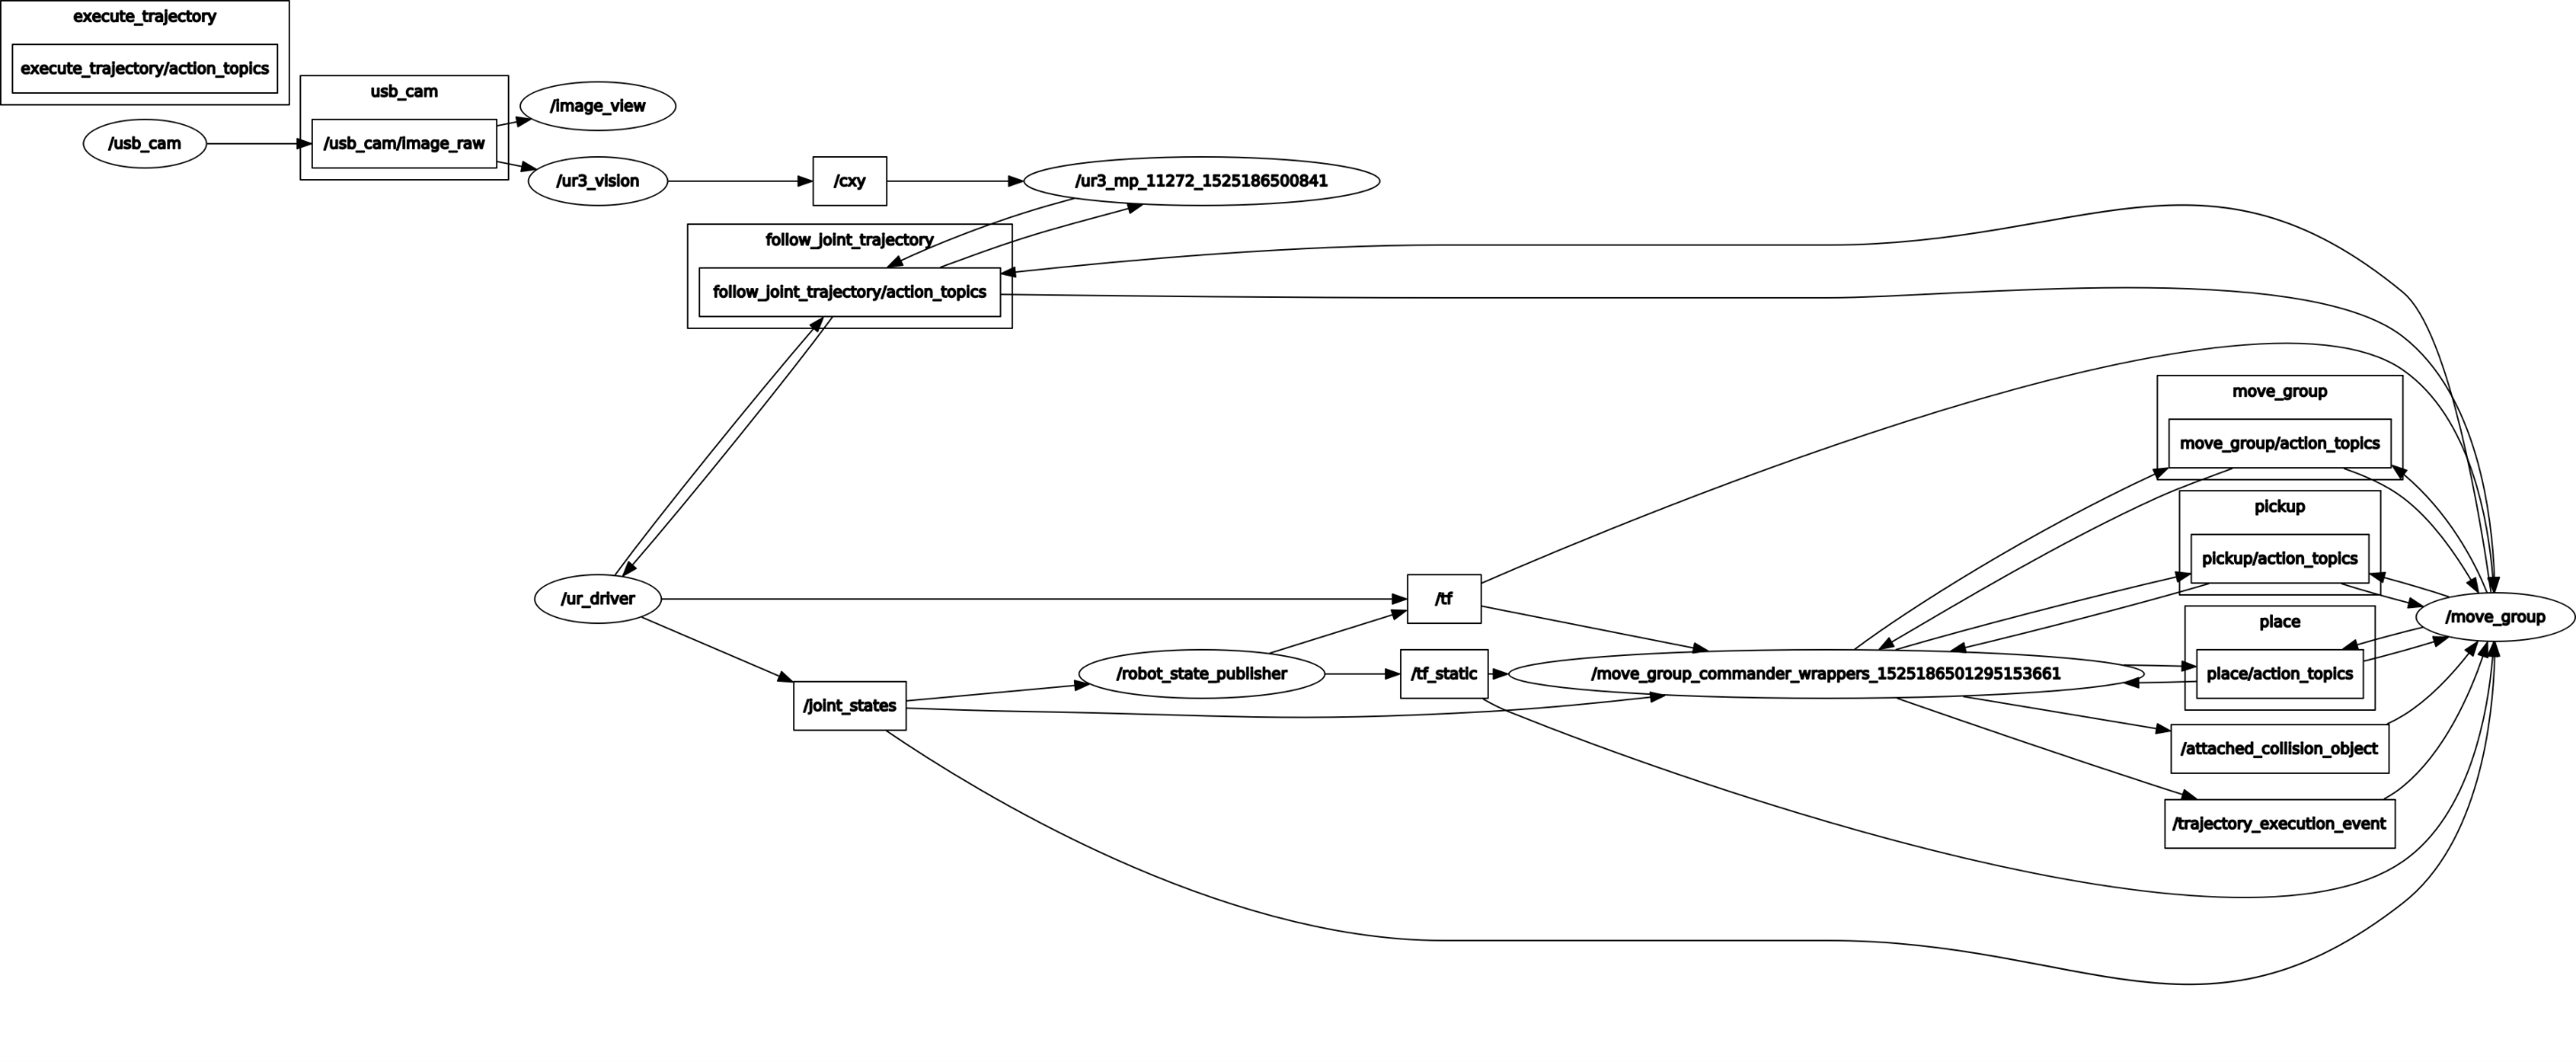 execute_trajectory
execute_trajectory/action_topics
usb_cam
/usb_cam
/usb_cam/image_raw
/image_view
/ur3_vision
/cxy
/ur3_mp_11272_1525186500841
follow_joint_trajectory
follow_joint_trajectory/action_topics
move_group
move_group/action_topics
pickup
pickup/action_topics
/ur_driver
/tf
/move_group
place
/robot_state_publisher
/tf_static
/move_group_commander_wrappers_1525186501295153661
place/action_topics
/joint_states
/attached_collision_object
/trajectory_execution_event